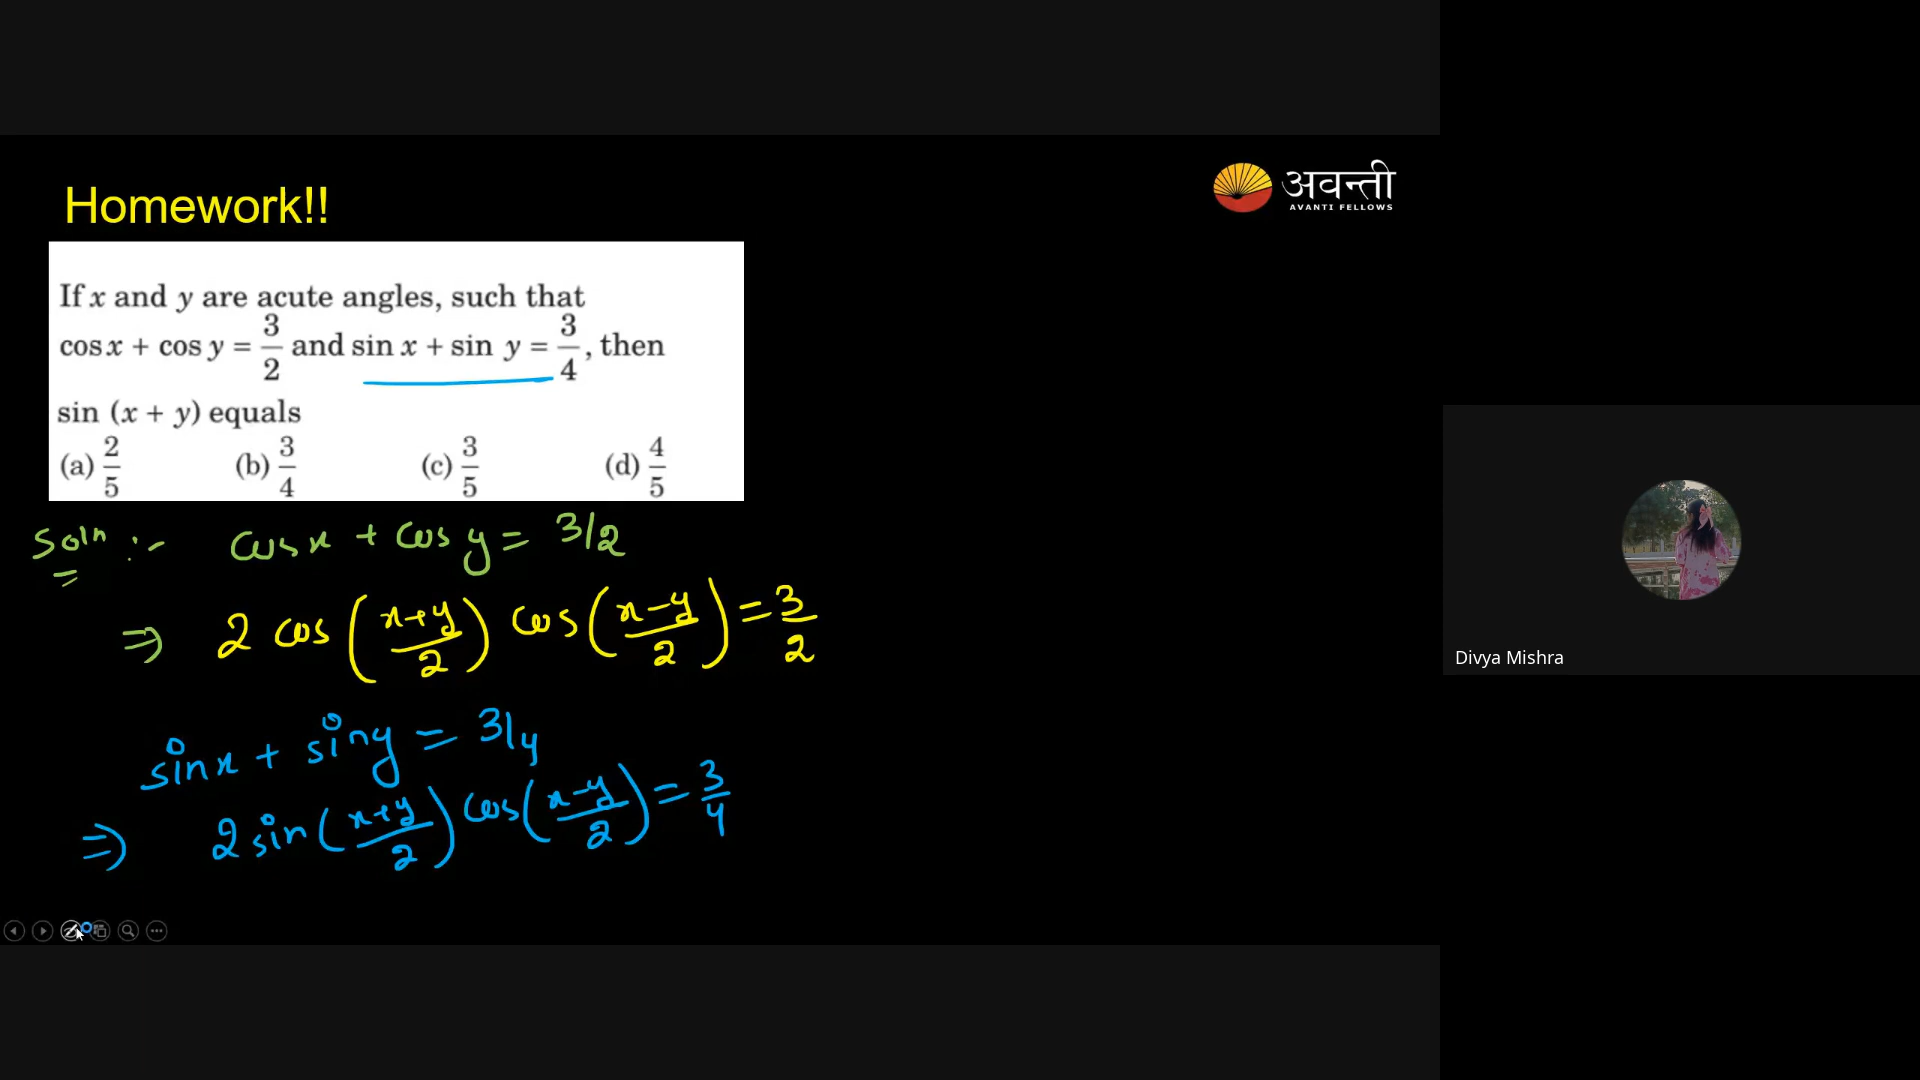 Homework!!
अवन्ती
AVANTI FELLOWS
If x and y are acute angles, such that
cos x + cos y = 3/2 and sin x + sin y = 3/4, then
sin (x + y) equals
(a) 2/5 (b) 3/4 (c) 3/5 (d) 4/5
Soln :- cos x + cos y = 3/2
⇒ 2 cos ((x+y)/2) cos ((x-y)/2) = 3/2
sin x + sin y = 3/4
⇒ 2 sin ((x+y)/2) cos ((x-y)/2) = 3/4
Divya Mishra